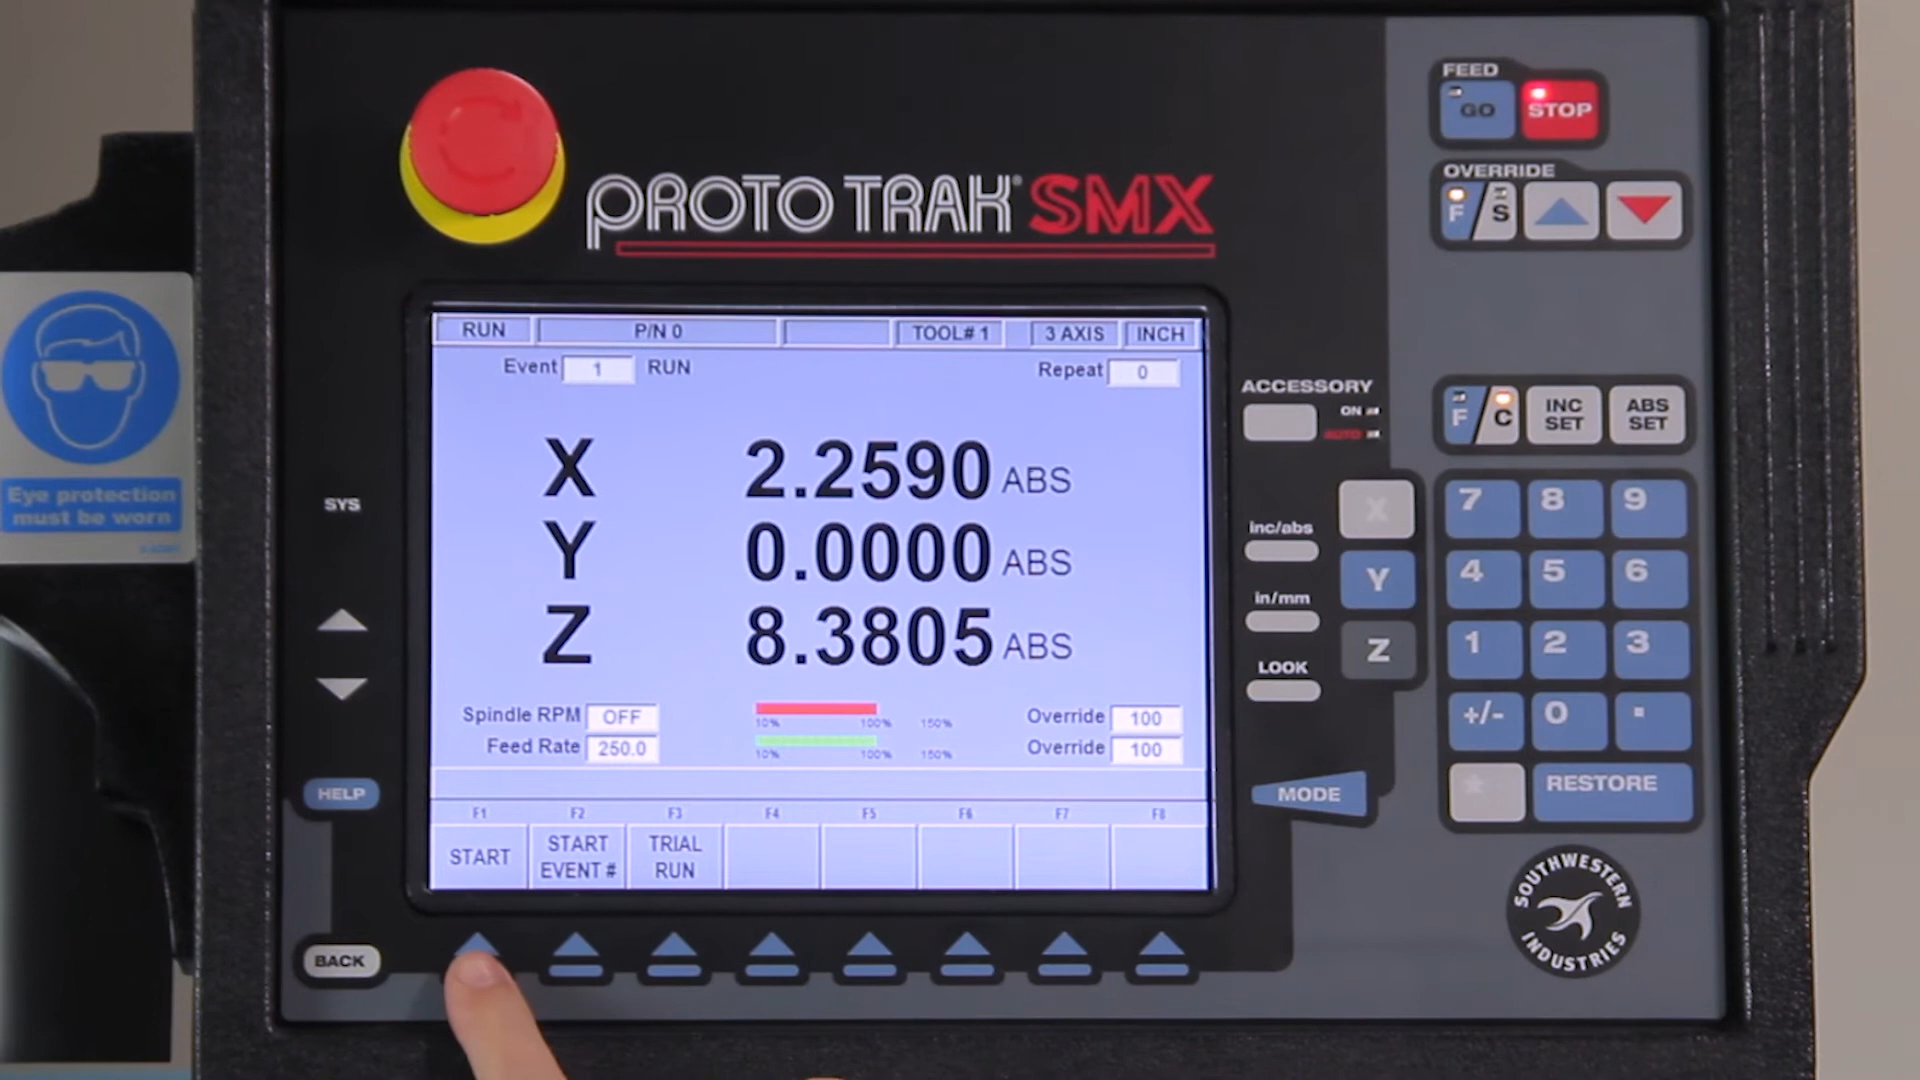 PROTO TRAK® SMX
Eye protection
must be worn
SYS
HELP
BACK
RUN P/N 0 TOOL# 1 3 AXIS INCH
Event 1 RUN Repeat 0
X 2.2590 ABS
Y 0.0000 ABS
Z 8.3805 ABS
Spindle RPM OFF 10% 100% 150% Override 100
Feed Rate 250.0 10% 100% 150% Override 100
F1 F2 F3 F4 F5 F6 F7 F8
START
START
EVENT #
TRIAL
RUN
FEED
GO STOP
OVERRIDE
F/S
ACCESSORY
ON
AUTO
F/C
INC
SET
ABS
SET
inc/abs
in/mm
LOOK
X
Y
Z
7 8 9
4 5 6
1 2 3
+/- 0 .
* RESTORE
MODE
SOUTHWESTERN
INDUSTRIES